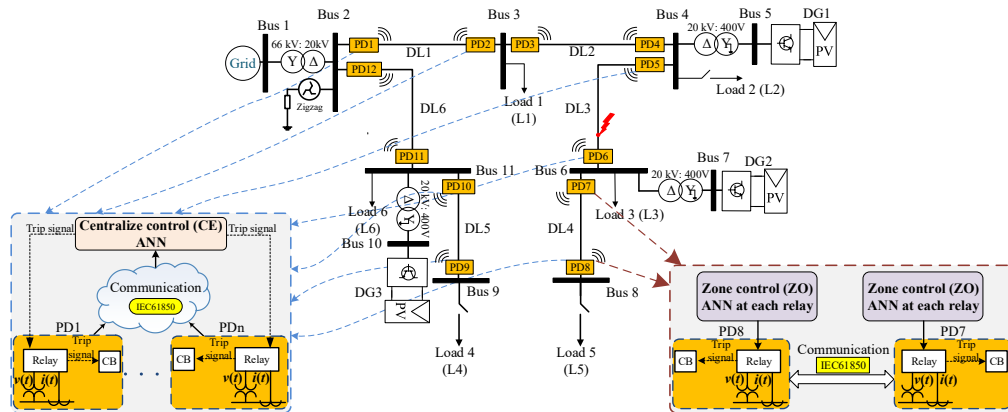 Bus 1
Bus 2
Bus 3
Bus 4
Bus 5
DG1
66 kV: 20kV
20 kV: 400V
Grid
Y
Δ
PD1
PD2
PD3
PD4
Δ
Y
PV
DL1
DL2
PD12
PD5
Zigzag
Load 1
(L1)
Load 2 (L2)
DL6
DL3
PD11
PD6
Bus 11
Bus 6
Bus 7
DG2
20 kV: 400V
PD10
PD7
Δ
Y
PV
20 kV: 400V
Δ
Y
Load 6
(L6)
Load 3 (L3)
Bus 10
DL5
DL4
DG3
PV
PD9
Bus 9
PD8
Bus 8
Load 4
(L4)
Load 5
(L5)
Trip signal
Centralize control (CE)
ANN
Trip signal
Communication
IEC61850
PD1
PDn
Relay
Trip
signal
CB
v(t) i(t)
. . .
CB
Trip
signal
Relay
v(t) i(t)
Zone control (ZO)
ANN at each relay
Zone control (ZO)
ANN at each relay
PD8
PD7
CB
Trip
signal
Relay
v(t) i(t)
Communication
IEC61850
Relay
Trip
signal
CB
v(t) i(t)